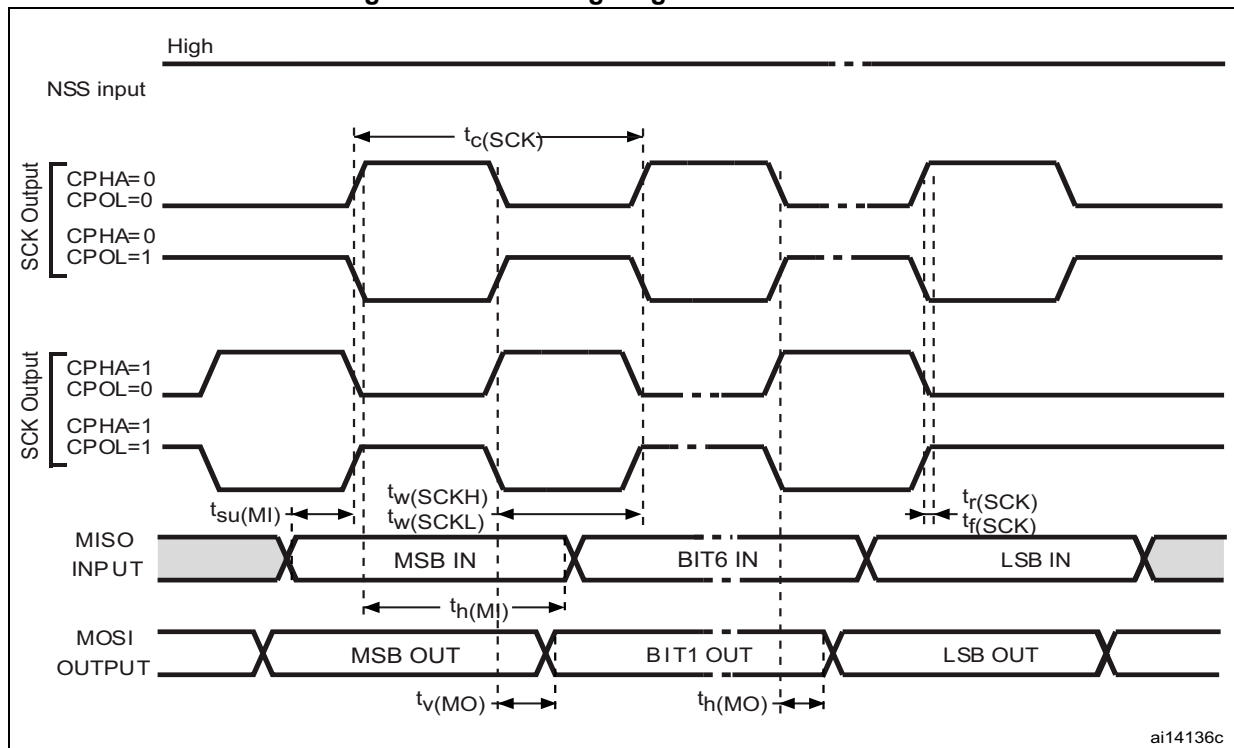 High
NSS input
tc(SCK)
SCK Output
CPHA=0
CPOL=0
CPHA=0
CPOL=1
SCK Output
CPHA=1
CPOL=0
CPHA=1
CPOL=1
tsu(MI)
tw(SCKH)
tw(SCKL)
tr(SCK)
tf(SCK)
MISO
INPUT
MSB IN
BIT6 IN
LSB IN
th(MI)
MOSI
OUTPUT
MSB OUT
BIT1 OUT
LSB OUT
tv(MO)
th(MO)
ai14136c